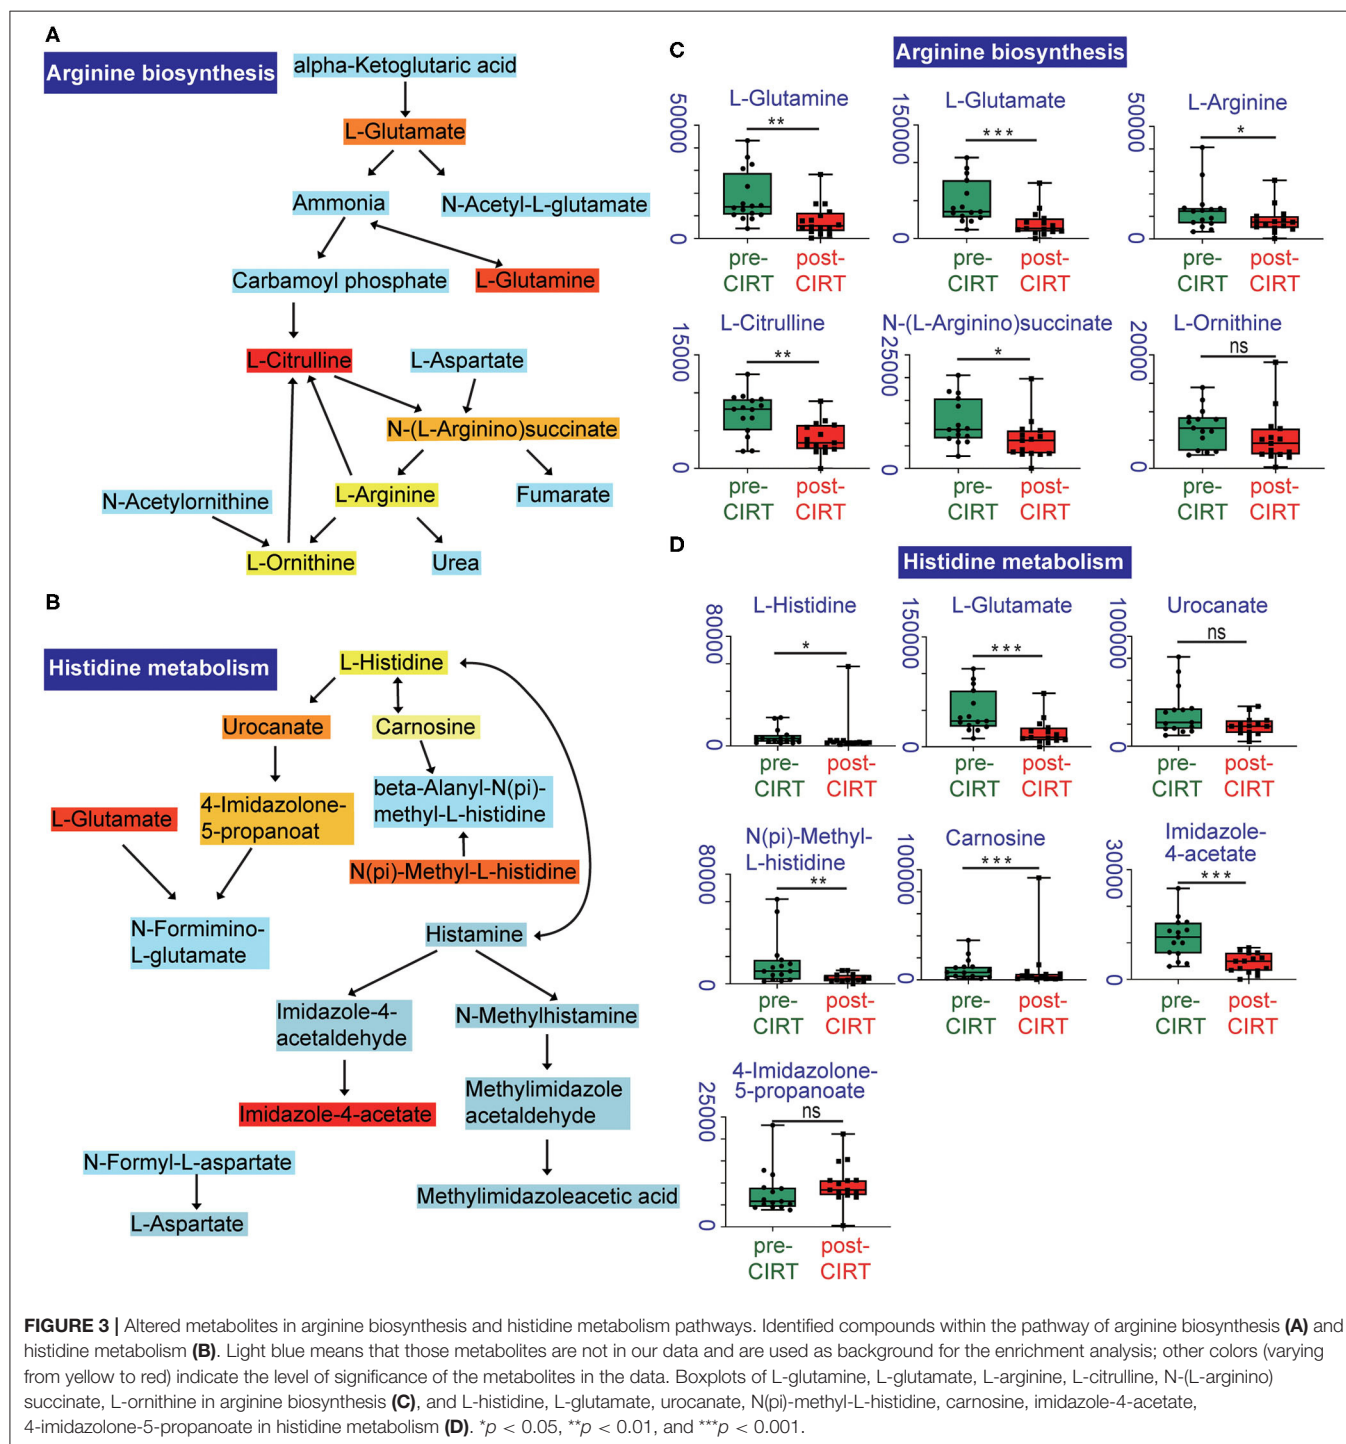 A
Arginine biosynthesis
alpha-Ketoglutaric acid
L-Glutamate
Ammonia
N-Acetyl-L-glutamate
Carbamoyl phosphate
L-Glutamine
L-Citrulline
L-Aspartate
N-(L-Arginino)succinate
N-Acetylornithine
L-Arginine
Fumarate
L-Ornithine
Urea
B
Histidine metabolism
L-Histidine
Urocanate
Carnosine
L-Glutamate
4-Imidazolone-
5-propanoat
beta-Alanyl-N(pi)-
methyl-L-histidine
N(pi)-Methyl-L-histidine
N-Formimino-
L-glutamate
Histamine
Imidazole-4-
acetaldehyde
N-Methylhistamine
Imidazole-4-acetate
Methylimidazole
acetaldehyde
N-Formyl-L-aspartate
L-Aspartate
Methylimidazoleacetic acid
C
Arginine biosynthesis
L-Glutamine
500000
**
0
pre-
CIRT
post-
CIRT
L-Glutamate
150000
***
0
pre-
CIRT
post-
CIRT
L-Arginine
500000
*
0
pre-
CIRT
post-
CIRT
L-Citrulline
15000
**
0
pre-
CIRT
post-
CIRT
N-(L-Arginino)succinate
25000
*
0
pre-
CIRT
post-
CIRT
L-Ornithine
200000
ns
0
pre-
CIRT
post-
CIRT
D
Histidine metabolism
L-Histidine
80000
*
0
pre-
CIRT
post-
CIRT
L-Glutamate
150000
***
0
pre-
CIRT
post-
CIRT
Urocanate
100000
ns
0
pre-
CIRT
post-
CIRT
N(pi)-Methyl-
L-histidine
80000
**
0
pre-
CIRT
post-
CIRT
Carnosine
100000
***
0
pre-
CIRT
post-
CIRT
Imidazole-
4-acetate
30000
***
0
pre-
CIRT
post-
CIRT
4-Imidazolone-
5-propanoate
25000
ns
0
pre-
CIRT
post-
CIRT
FIGURE 3 | Altered metabolites in arginine biosynthesis and histidine metabolism pathways. Identified compounds within the pathway of arginine biosynthesis (A) and
histidine metabolism (B). Light blue means that those metabolites are not in our data and are used as background for the enrichment analysis; other colors (varying
from yellow to red) indicate the level of significance of the metabolites in the data. Boxplots of L-glutamine, L-glutamate, L-arginine, L-citrulline, N-(L-arginino)
succinate, L-ornithine in arginine biosynthesis (C), and L-histidine, L-glutamate, urocanate, N(pi)-methyl-L-histidine, carnosine, imidazole-4-acetate,
4-imidazolone-5-propanoate in histidine metabolism (D). *p < 0.05, **p < 0.01, and ***p < 0.001.